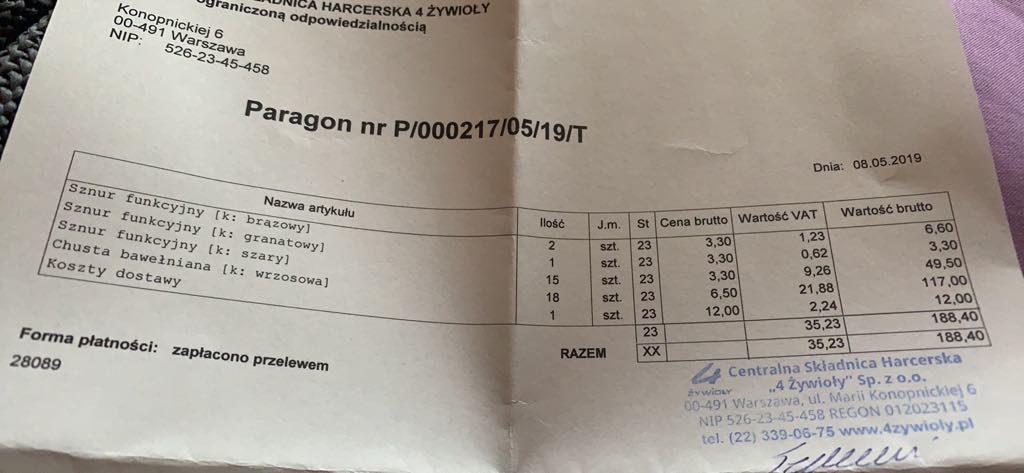 ŁADNICA HARCERSKA 4 ŻYWIOŁY
ograniczoną odpowiedzialnością
Konopnickiej 6
00-491 Warszawa
NIP: 526-23-45-458
Paragon nr P/000217/05/19/T
Dnia: 08.05.2019
Nazwa artykułu Ilość J.m. St Cena brutto Wartość VAT Wartość brutto
Sznur funkcyjny [k: brązowy] 2 szt. 23 3,30 1,23 6,60
Sznur funkcyjny [k: granatowy] 1 szt. 23 3,30 0,62 3,30
Sznur funkcyjny [k: szary] 15 szt. 23 3,30 9,26 49,50
Chusta bawełniana [k: wrzosowa] 18 szt. 23 6,50 21,88 117,00
Koszty dostawy 1 szt. 23 12,00 2,24 12,00
23 35,23 188,40
RAZEM XX 35,23 188,40
Forma płatności: zapłacono przelewem
28089
4 ŻYWIOŁY
Centralna Składnica Harcerska
„4 Żywioły" Sp. z o.o.
00-491 Warszawa, ul. Marii Konopnickiej 6
NIP 526-23-45-458 REGON 012023115
tel. (22) 339-06-75 www.4zywioly.pl